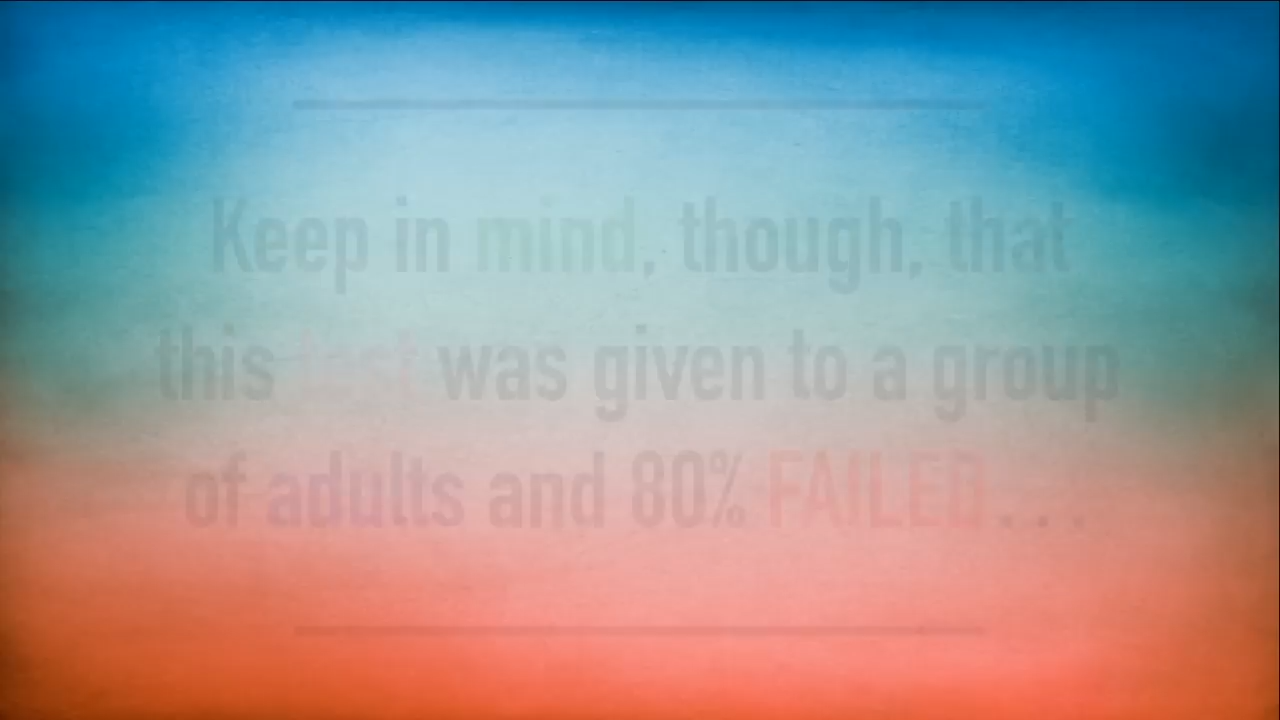 Keep in mind, though, that
this test was given to a group
of adults and 80% FAILED...